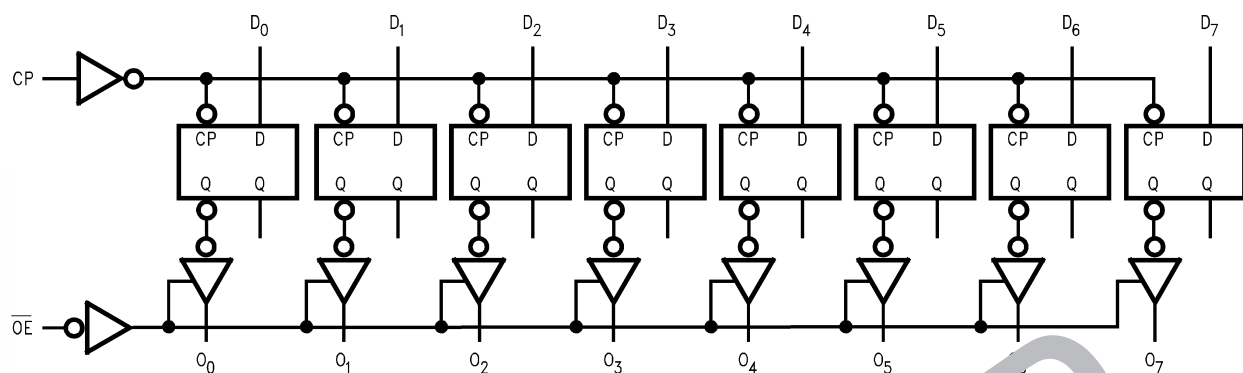 D0 D1 D2 D3 D4 D5 D6 D7
CP
CP D CP D CP D CP D CP D CP D CP D CP D
Q Q Q Q Q Q Q Q Q Q Q Q Q Q Q Q
OE
O0 O1 O2 O3 O4 O5 O7